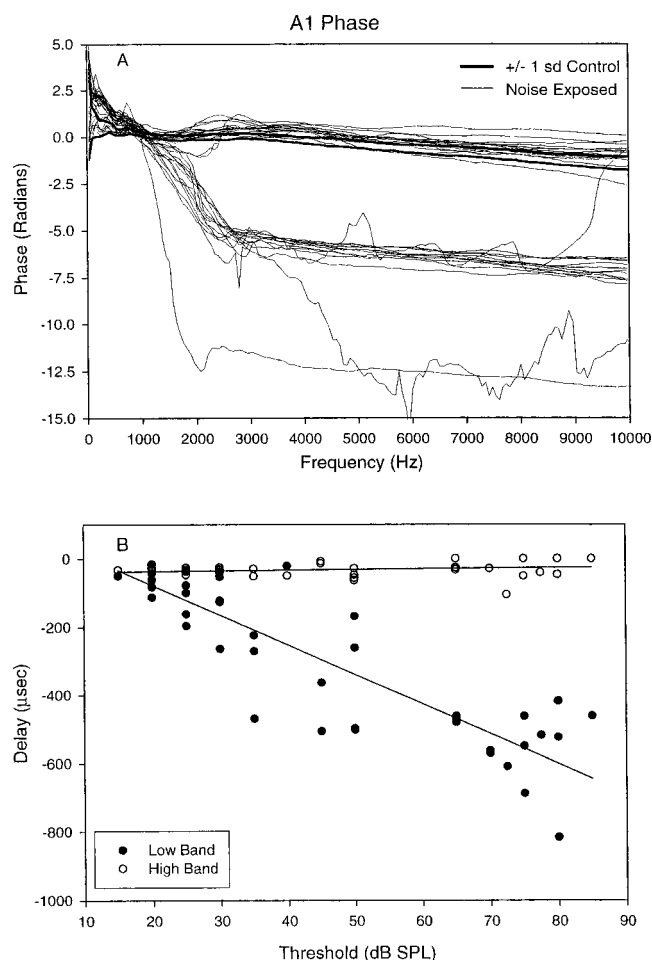 A1 Phase
5.0
2.5
0.0
-2.5
-5.0
-7.5
-10.0
-12.5
-15.0
Phase (Radians)
A
+/- 1 sd Control
Noise Exposed
0 1000 2000 3000 4000 5000 6000 7000 8000 9000 10000
Frequency (Hz)
B
0
-200
-400
-600
-800
-1000
Delay (µsec)
Low Band
High Band
10 20 30 40 50 60 70 80 90
Threshold (dB SPL)